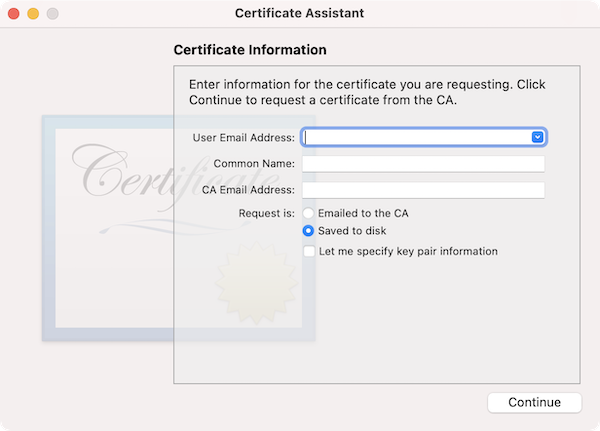 Certificate Assistant
Certificate Information
Enter information for the certificate you are requesting. Click
Continue to request a certificate from the CA.
Certificate
User Email Address:
Common Name:
CA Email Address:
Request is:
Emailed to the CA
Saved to disk
Let me specify key pair information
Continue